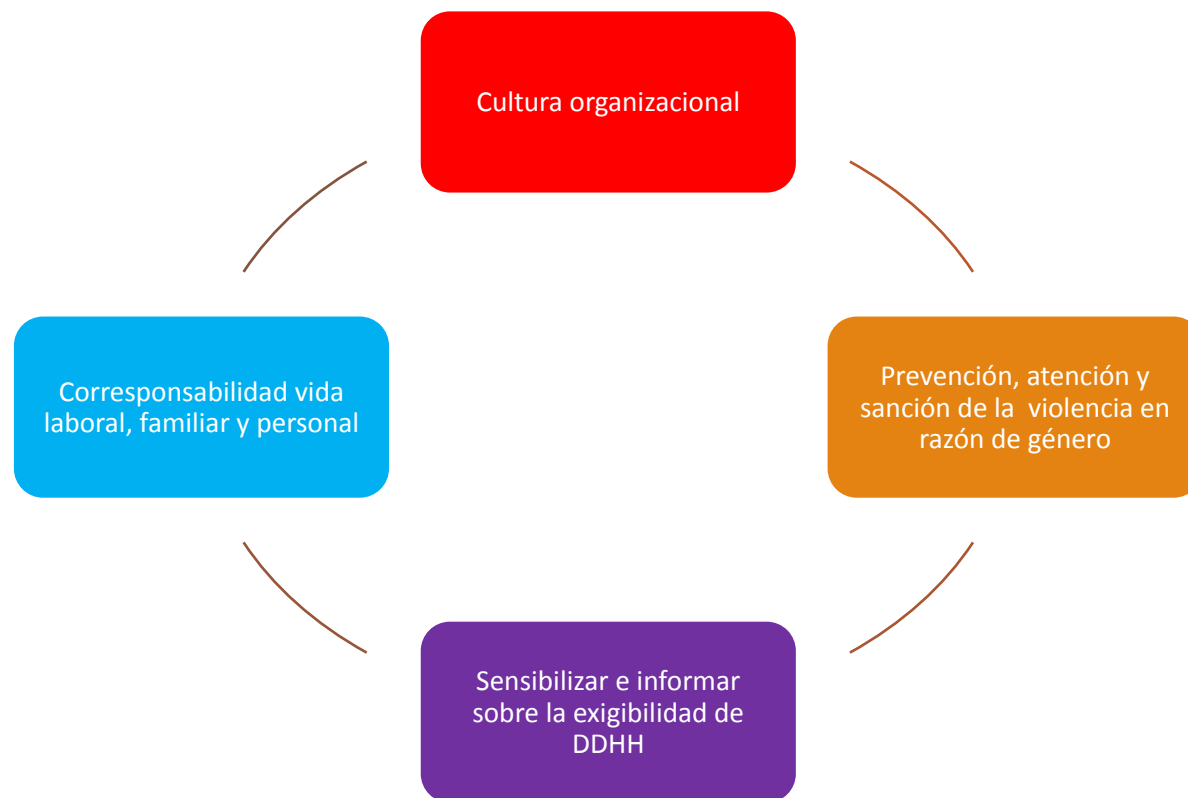 Cultura organizacional
Corresponsabilidad vida
laboral, familiar y personal
Prevención, atención y
sanción de la  violencia en
razón de género
Sensibilizar e informar
sobre la exigibilidad de
DDHH